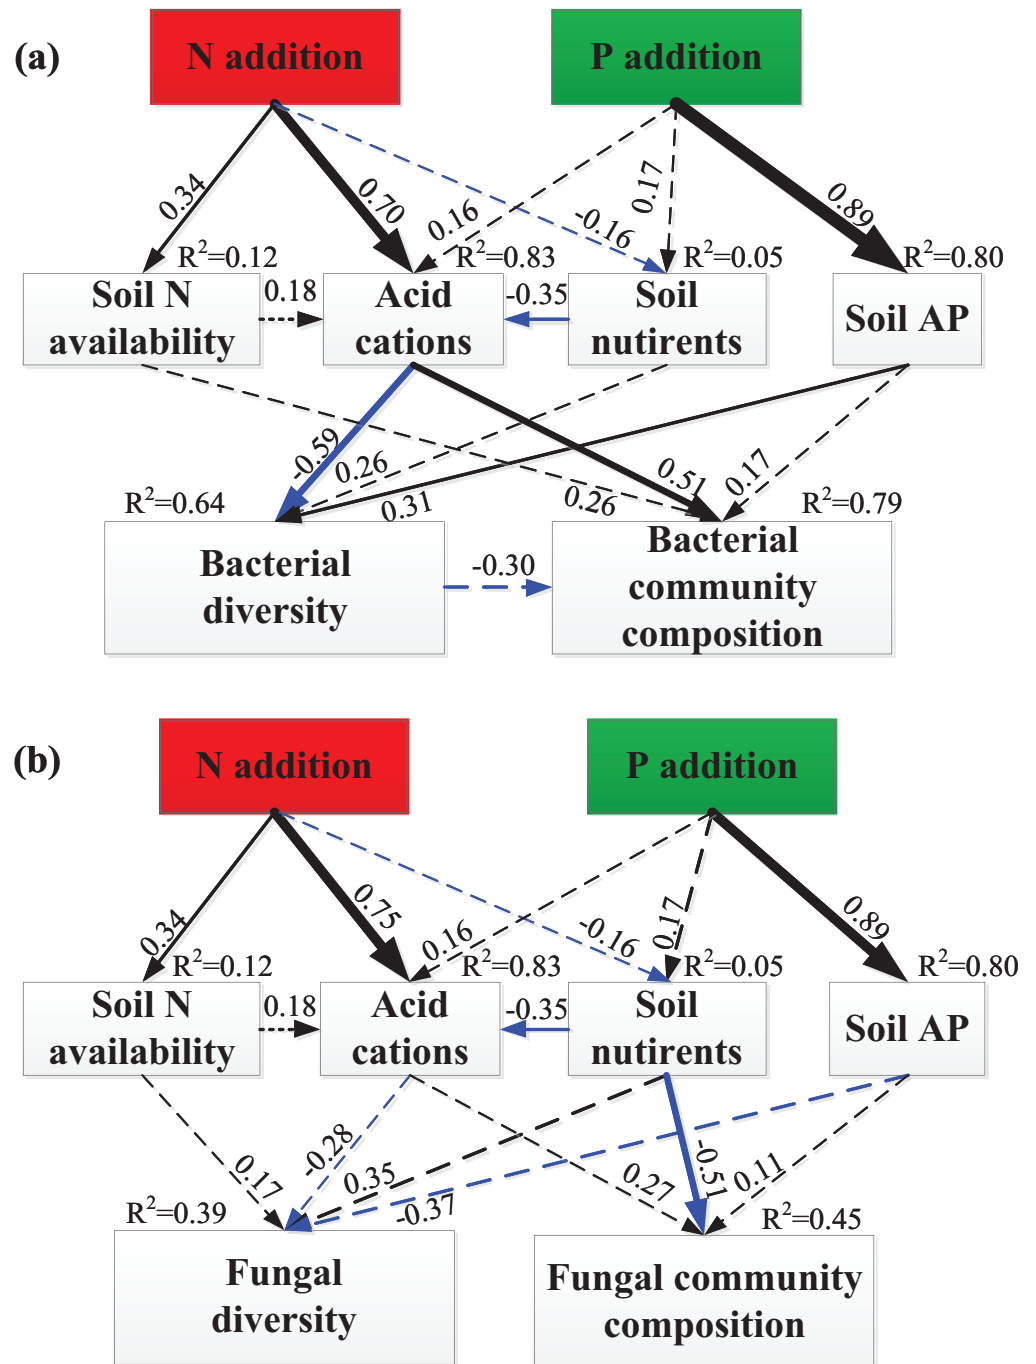 (a)
N addition
P addition
0.34
0.70
0.16
-0.16
0.17
0.89
R²=0.12
R²=0.83
R²=0.05
R²=0.80
Soil N
availability
0.18
Acid
cations
-0.35
Soil
nutirents
Soil AP
-0.59
0.26
0.31
0.26
0.51
0.17
R²=0.64
R²=0.79
Bacterial
diversity
-0.30
Bacterial
community
composition
(b)
N addition
P addition
0.34
0.75
0.16
-0.16
0.17
0.89
R²=0.12
R²=0.83
R²=0.05
R²=0.80
Soil N
availability
0.18
Acid
cations
-0.35
Soil
nutirents
Soil AP
0.17
-0.28
0.35
-0.37
0.27
-0.51
0.11
R²=0.39
R²=0.45
Fungal
diversity
Fungal community
composition